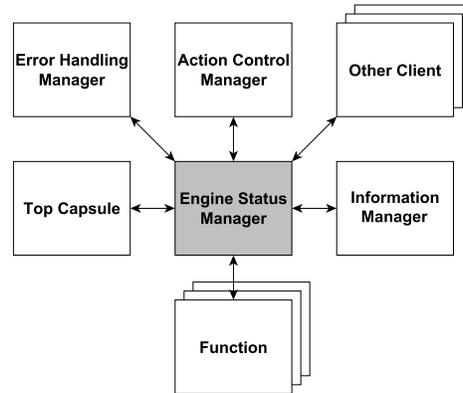 Error Handling
Manager
Action Control
Manager
Other Client
Top Capsule
Engine Status
Manager
Information
Manager
Function